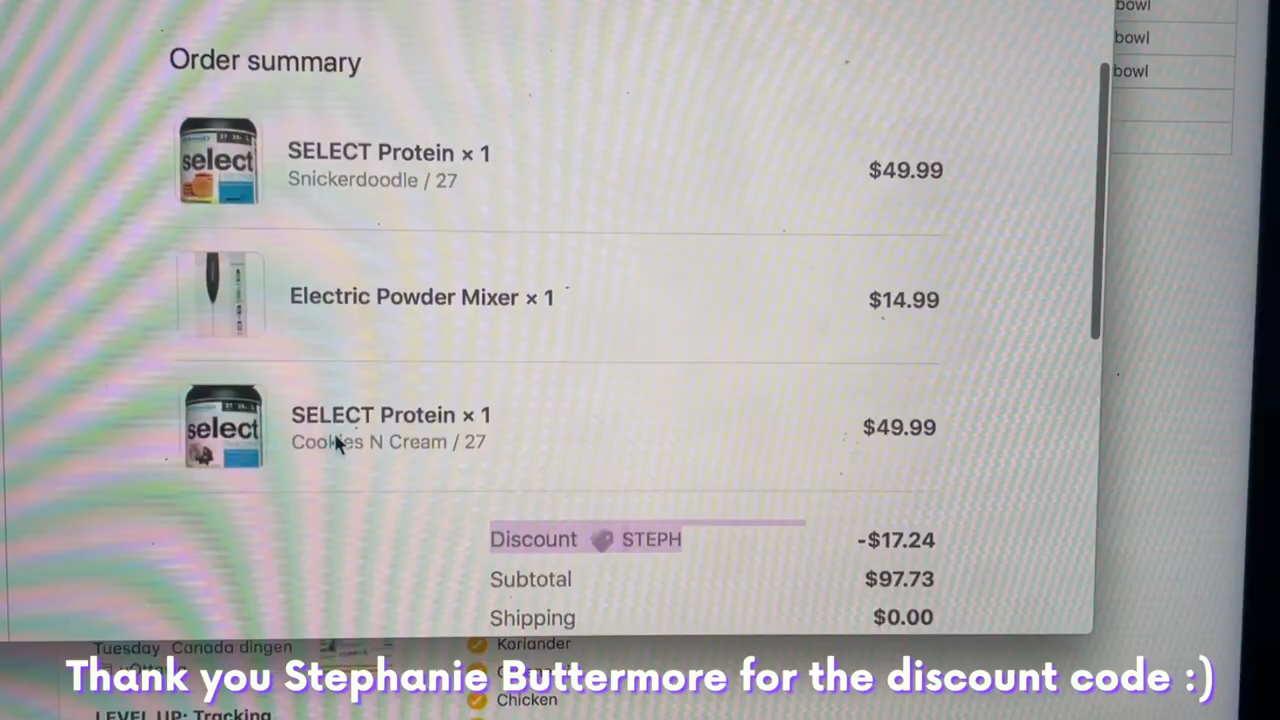 bowl
bowl
bowl
Order summary
select
SELECT Protein × 1
Snickerdoodle / 27
$49.99
Electric Powder Mixer × 1
$14.99
select
SELECT Protein × 1
Cookies N Cream / 27
$49.99
Discount STEPH -$17.24
Subtotal $97.73
Shipping $0.00
Tuesday Canada dingen
Koriander
Thank you Stephanie Buttermore for the discount code :)
Chicken
LEVEL UP: Tracking